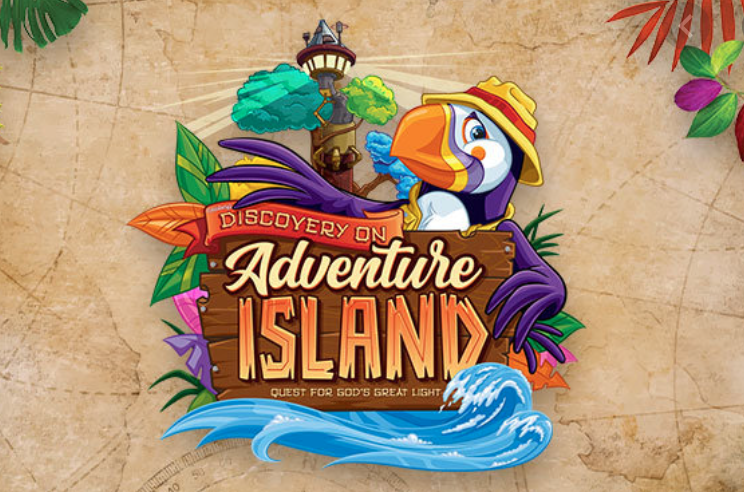 DISCOVERY ON
Adventure
ISLAND
QUEST FOR GOD'S GREAT LIGHT